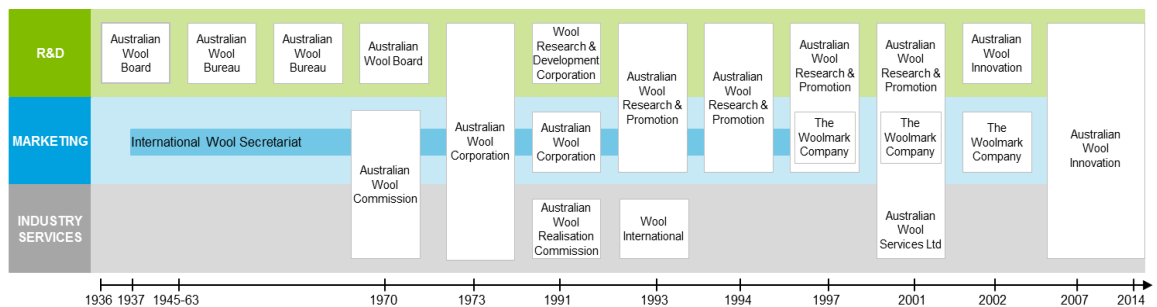 R&D
Australian
Wool
Board
Australian
Wool
Bureau
Australian
Wool
Bureau
Australian
Wool Board
Wool
Research &
Development
Corporation
Australian
Wool
Research &
Promotion
Australian
Wool
Innovation
MARKETING
International Wool Secretariat
Australian
Wool
Commission
Australian
Wool
Corporation
Australian
Wool
Corporation
Australian
Wool
Research &
Promotion
Australian
Wool
Research &
Promotion
The
Woolmark
Company
Australian
Wool
Research &
Promotion
The
Woolmark
Company
The
Woolmark
Company
Australian
Wool
Innovation
INDUSTRY
SERVICES
Australian
Wool
Realisation
Commission
Wool
International
Australian
Wool
Services Ltd
1936
1937
1945-63
1970
1973
1991
1993
1994
1997
2001
2002
2007
2014